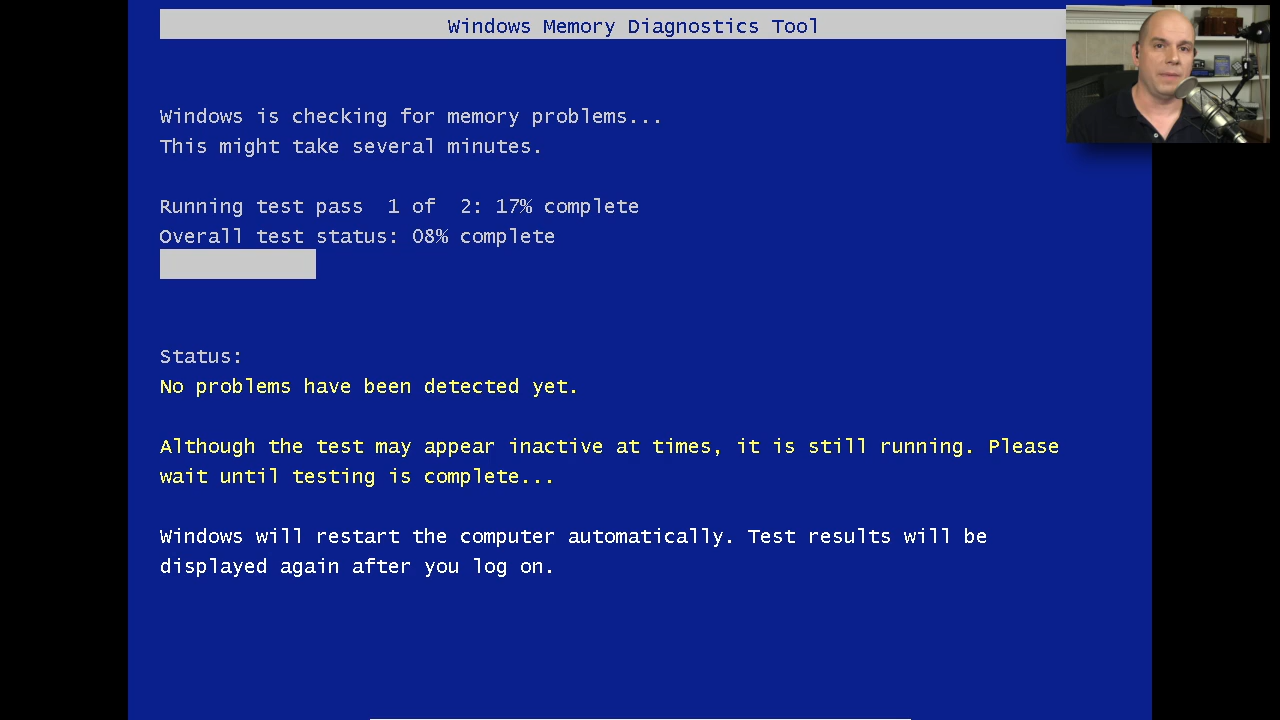 Windows Memory Diagnostics Tool
Windows is checking for memory problems...
This might take several minutes.
Running test pass  1 of  2: 17% complete
Overall test status: 08% complete
Status:
No problems have been detected yet.
Although the test may appear inactive at times, it is still running. Please
wait until testing is complete...
Windows will restart the computer automatically. Test results will be
displayed again after you log on.